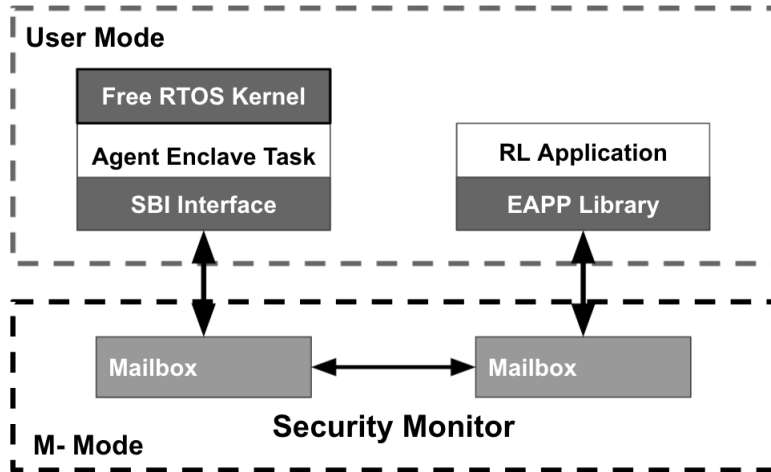 User Mode
Free RTOS Kernel
Agent Enclave Task
SBI Interface
RL Application
EAPP Library
Mailbox
Mailbox
Security Monitor
M- Mode